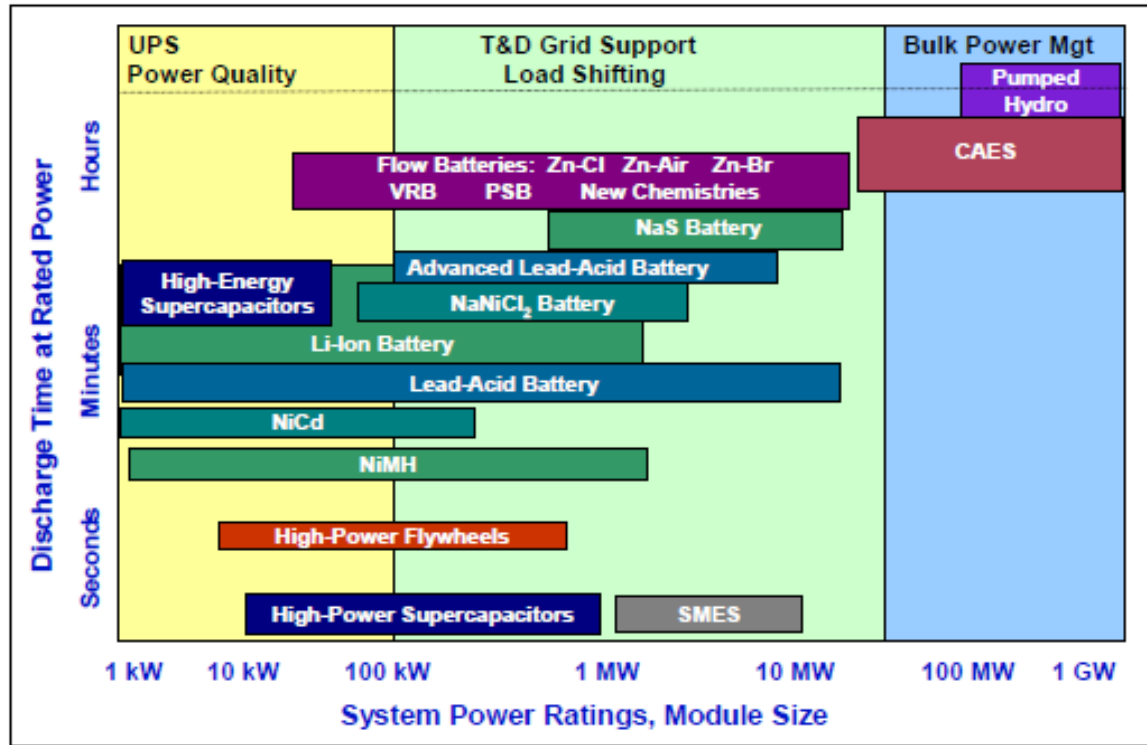 UPS
Power Quality
T&D Grid Support
Load Shifting
Bulk Power Mgt
Pumped
Hydro
CAES
Flow Batteries: Zn-Cl Zn-Air Zn-Br
VRB PSB New Chemistries
NaS Battery
Advanced Lead-Acid Battery
High-Energy
Supercapacitors
NaNiCl₂ Battery
Li-Ion Battery
Lead-Acid Battery
NiCd
NiMH
High-Power Flywheels
High-Power Supercapacitors
SMES
Discharge Time at Rated Power
Hours
Minutes
Seconds
1 kW 10 kW 100 kW 1 MW 10 MW 100 MW 1 GW
System Power Ratings, Module Size